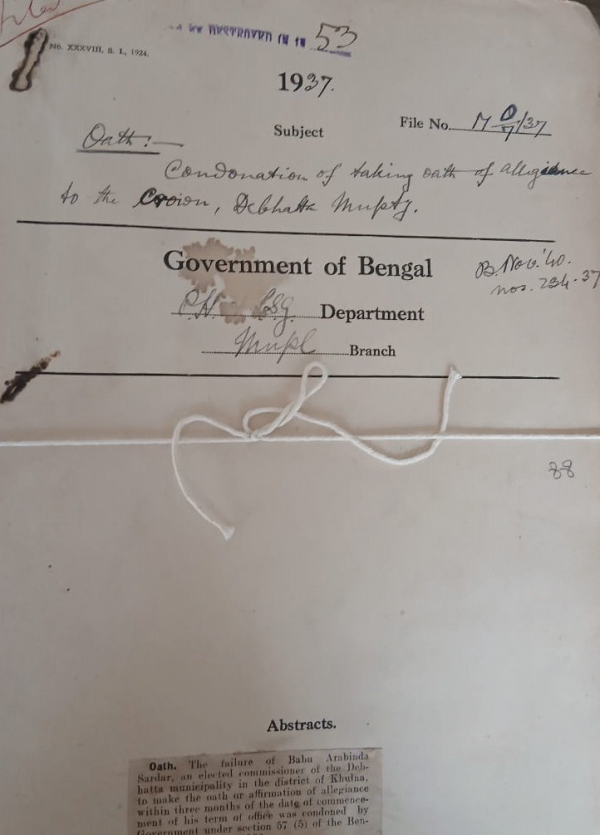 DESTROYED IN 53
No. XXXVIII, S. I., 1924.
1937.
Subject
File No. M O/7/37
Oath:—
Condonation of taking oath of allegiance
to the Crown, Debhatta Mupty.
Government of Bengal
B. Nov. '40.
nos. 234-37
P.H. LSG. Department
Mupl Branch
88
Abstracts.
Oath. The failure of Babu Arabinda
Sardar, an elected commissioner of the Deb-
hatta municipality in the district of Khulna,
to make the oath or affirmation of allegiance
within three months of the date of commence-
ment of his term of office was condoned by
Government under section 57 (5) of the Ben-